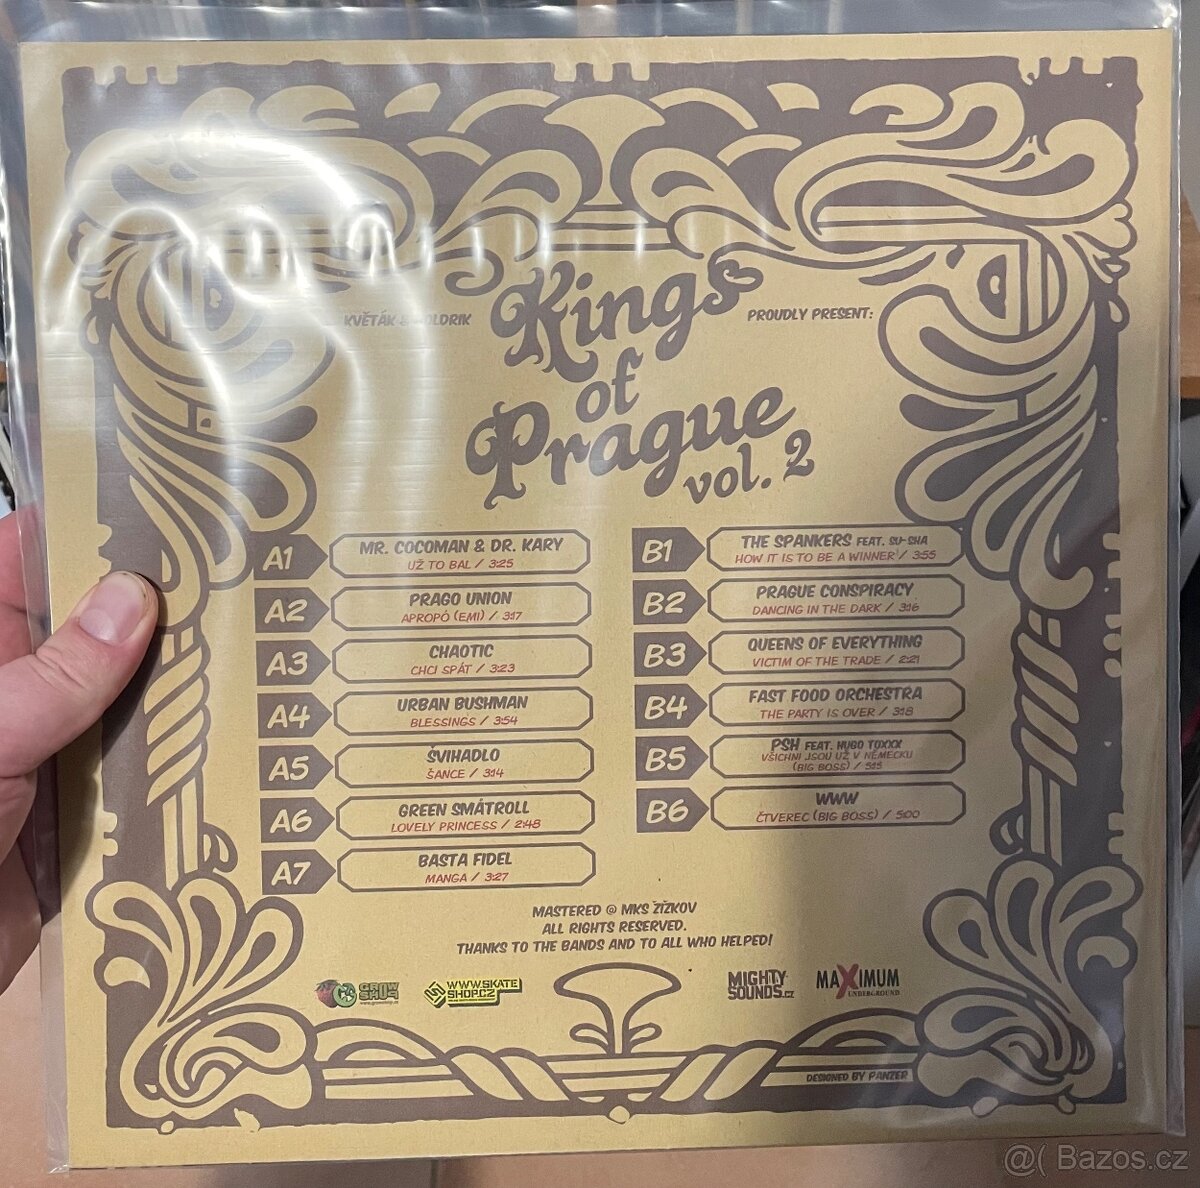 KVĚTÁK & OLDRIK
PROUDLY PRESENT:
Kings
of
Prague
vol. 2
A1 MR. COCOMAN & DR. KARY
UŽ TO BAL / 3:25
A2 PRAGO UNION
APROPÓ (EMI) / 3:17
A3 CHAOTIC
CHCI SPÁT / 3:23
A4 URBAN BUSHMAN
BLESSINGS / 3:54
A5 ŠVIHADLO
ŠANCE / 3:14
A6 GREEN SMÁTROLL
LOVELY PRINCESS / 2:48
A7 BASTA FIDEL
MANGA / 3:27
B1 THE SPANKERS FEAT. SU-SHA
HOW IT IS TO BE A WINNER / 3:55
B2 PRAGUE CONSPIRACY
DANCING IN THE DARK / 3:16
B3 QUEENS OF EVERYTHING
VICTIM OF THE TRADE / 2:21
B4 FAST FOOD ORCHESTRA
THE PARTY IS OVER / 3:18
B5 PSH FEAT. HUGO TOXXX
VŠICHNI JSOU UŽ V NĚMECKU
(BIG BOSS) / 5:15
B6 WWW
ČTVEREC (BIG BOSS) / 5:00
MASTERED @ MKS ŽIŽKOV
ALL RIGHTS RESERVED.
THANKS TO THE BANDS AND TO ALL WHO HELPED!
GROW
SHOP
WWW.SKATE
SHOP.CZ
MIGHTY
SOUNDS.CZ
MAXIMUM
UNDERGROUND
DESIGNED BY PANZER
@( Bazos.cz